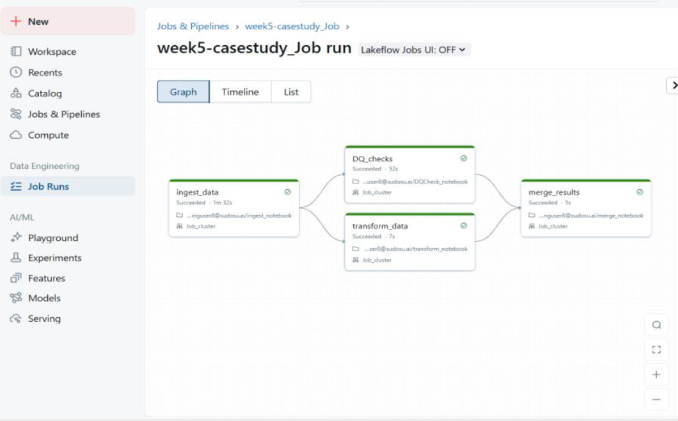 New
Workspace
Recents
Catalog
Jobs & Pipelines
Compute
Data Engineering
Job Runs
AI/ML
Playground
Experiments
Features
Models
Serving
Jobs & Pipelines › week5-casestudy_Job ›
week5-casestudy_Job run Lakeflow Jobs UI: OFF
Graph Timeline List
ingest_data
Succeeded · 1m 32s
...nguser8@sudosu.ai/ingest_notebook
Job_cluster
DQ_checks
Succeeded · 32s
...user8@sudosu.ai/DQCheck_notebook
Job_cluster
transform_data
Succeeded · 7s
...ser8@sudosu.ai/transform_notebook
Job_cluster
merge_results
Succeeded · 5s
...nguser8@sudosu.ai/merge_notebook
Job_cluster